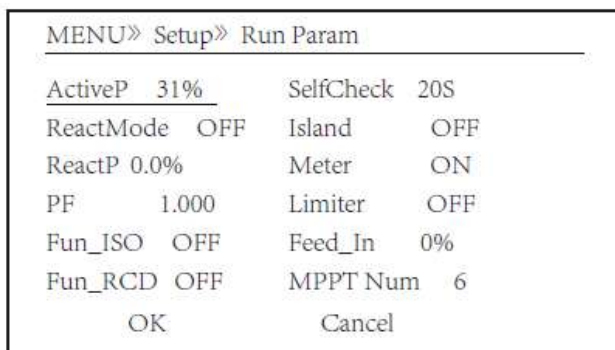 MENU» Setup» Run Param
ActiveP 31% SelfCheck 20S
ReactMode OFF Island OFF
ReactP 0.0% Meter ON
PF 1.000 Limiter OFF
Fun_ISO OFF Feed_In 0%
Fun_RCD OFF MPPT Num 6
OK Cancel